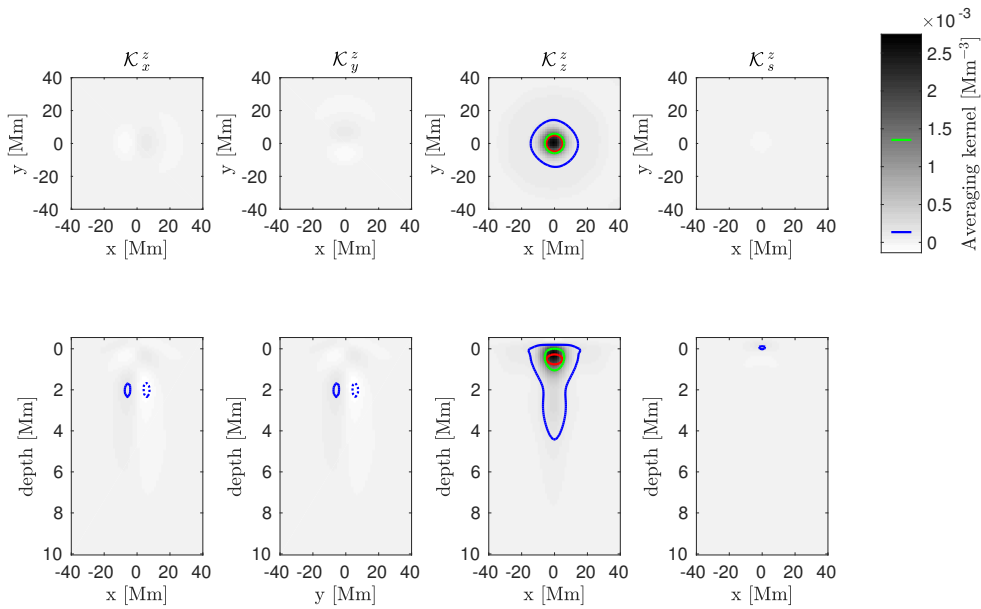 ×10⁻³
𝒦ᶻₓ 𝒦ᶻᵧ 𝒦ᶻ_z 𝒦ᶻₛ
40 40 40 40 2.5
20 20 20 20 2
0 0 0 0 1.5
-20 -20 -20 -20 1
-40 -40 -40 -40 0.5
0
y [Mm] y [Mm] y [Mm] y [Mm] Averaging kernel [Mm⁻³]
-40 -20 0 20 40 -40 -20 0 20 40 -40 -20 0 20 40 -40 -20 0 20 40
x [Mm] x [Mm] x [Mm] x [Mm]
0 0 0 0
2 2 2 2
4 4 4 4
6 6 6 6
8 8 8 8
10 10 10 10
depth [Mm] depth [Mm] depth [Mm] depth [Mm]
-40 -20 0 20 40 -40 -20 0 20 40 -40 -20 0 20 40 -40 -20 0 20 40
x [Mm] y [Mm] x [Mm] x [Mm]